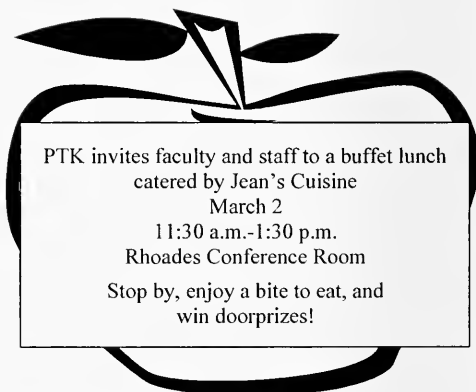 PTK invites faculty and staff to a buffet lunch
catered by Jean's Cuisine
March 2
11:30 a.m.-1:30 p.m.
Rhoades Conference Room
Stop by, enjoy a bite to eat, and
win doorprizes!